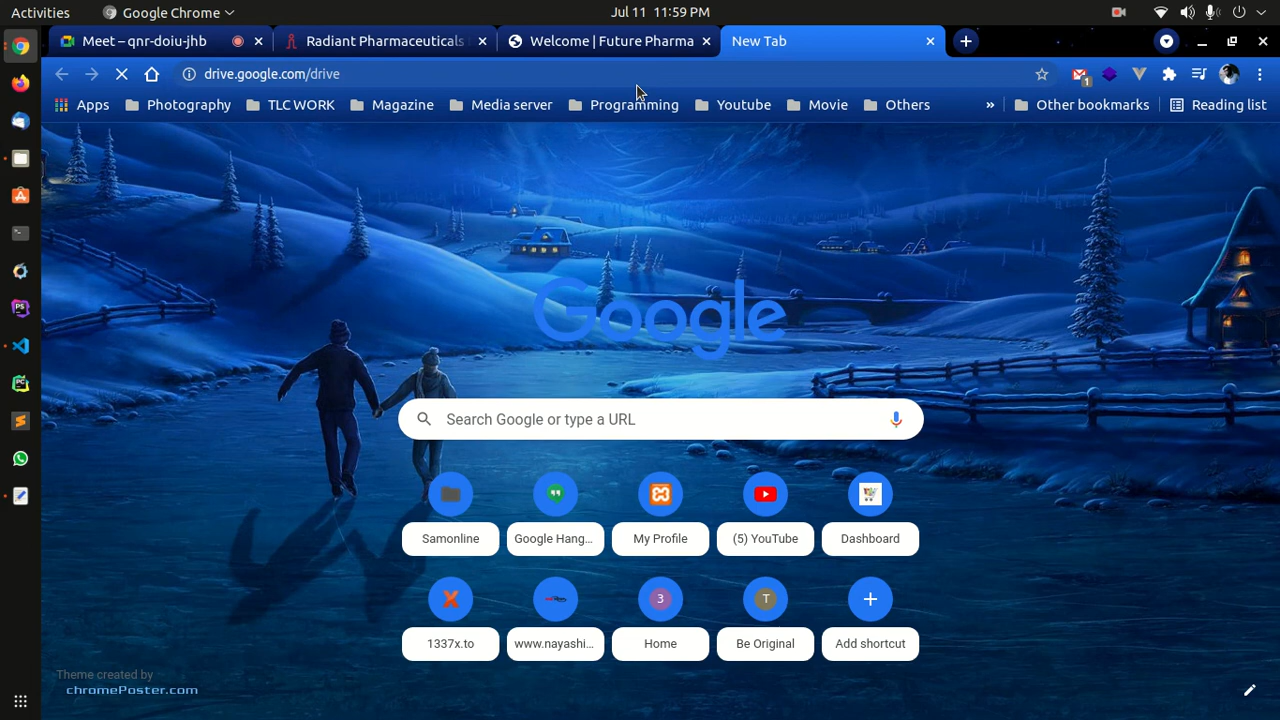 Activities
Google Chrome
Jul 11 11:59 PM
Meet – qnr-doiu-jhb
Radiant Pharmaceuticals
Welcome | Future Pharma
New Tab
drive.google.com/drive
1
Apps
Photography
TLC WORK
Magazine
Media server
Programming
Youtube
Movie
Others
»
Other bookmarks
Reading list
Google
Search Google or type a URL
Samonline
Google Hang...
My Profile
(5) YouTube
Dashboard
3
T
1337x.to
www.nayashi...
Home
Be Original
Add shortcut
Theme created by
chromePoster.com